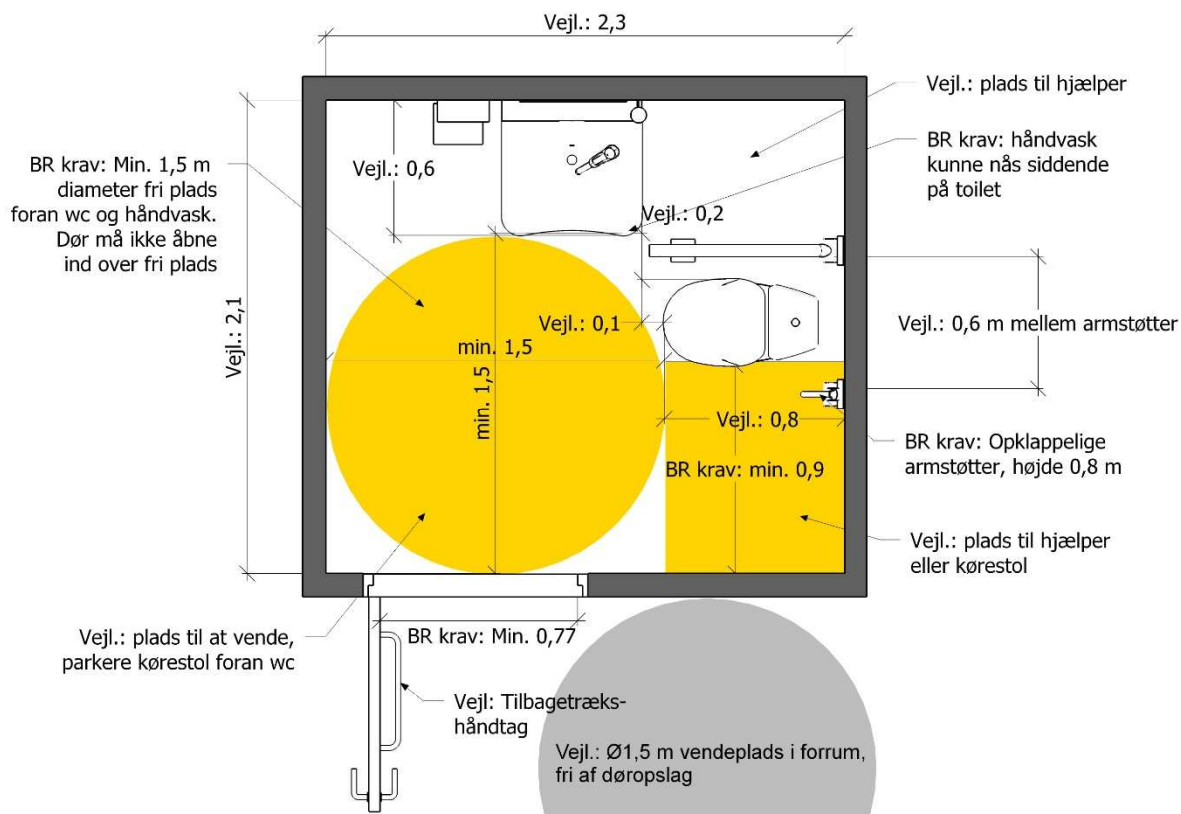 Vejl.: 2,3
Vejl.: plads til hjælper
BR krav: håndvask
kunne nås siddende
på toilet
BR krav: Min. 1,5 m
diameter fri plads
foran wc og håndvask.
Dør må ikke åbne
ind over fri plads
Vejl.: 0,6
Vejl.: 0,2
Vejl.: 2,1
Vejl.: 0,1
Vejl.: 0,6 m mellem armstøtter
min. 1,5
min. 1,5
Vejl.: 0,8
BR krav: min. 0,9
BR krav: Opklappelige
armstøtter, højde 0,8 m
Vejl.: plads til hjælper
eller kørestol
Vejl.: plads til at vende,
parkere kørestol foran wc
BR krav: Min. 0,77
Vejl: Tilbagetræks-
håndtag
Vejl.: Ø1,5 m vendeplads i forrum,
fri af døropslag